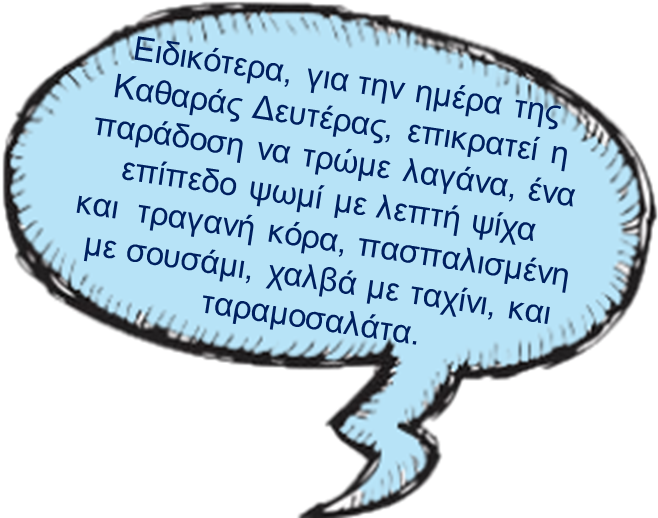 Ειδικότερα, για την ημέρα της
Καθαράς Δευτέρας, επικρατεί η
παράδοση να τρώμε λαγάνα, ένα
επίπεδο ψωμί με λεπτή ψίχα
και τραγανή κόρα, πασπαλισμένη
με σουσάμι, χαλβά με ταχίνι, και
ταραμοσαλάτα.